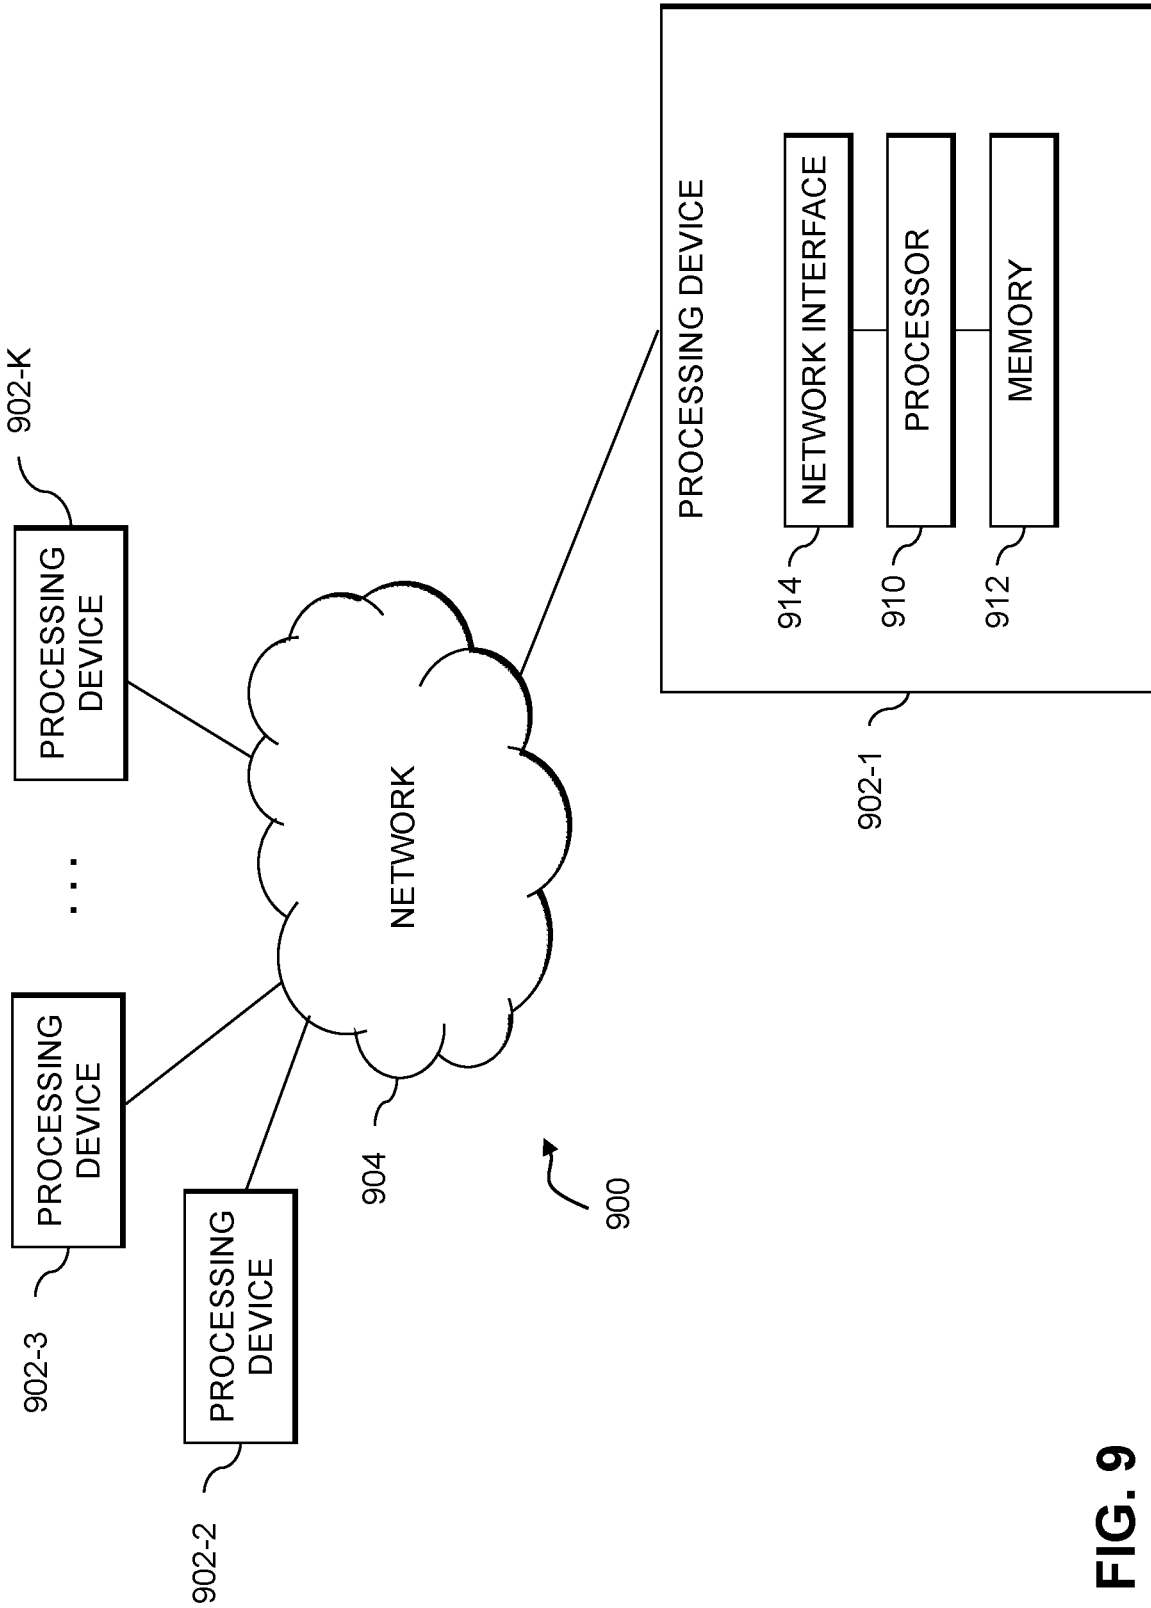 902-2
PROCESSING
DEVICE
902-3
PROCESSING
DEVICE
...
902-K
PROCESSING
DEVICE
904
NETWORK
900
902-1
PROCESSING DEVICE
914
NETWORK INTERFACE
910
PROCESSOR
912
MEMORY
FIG. 9